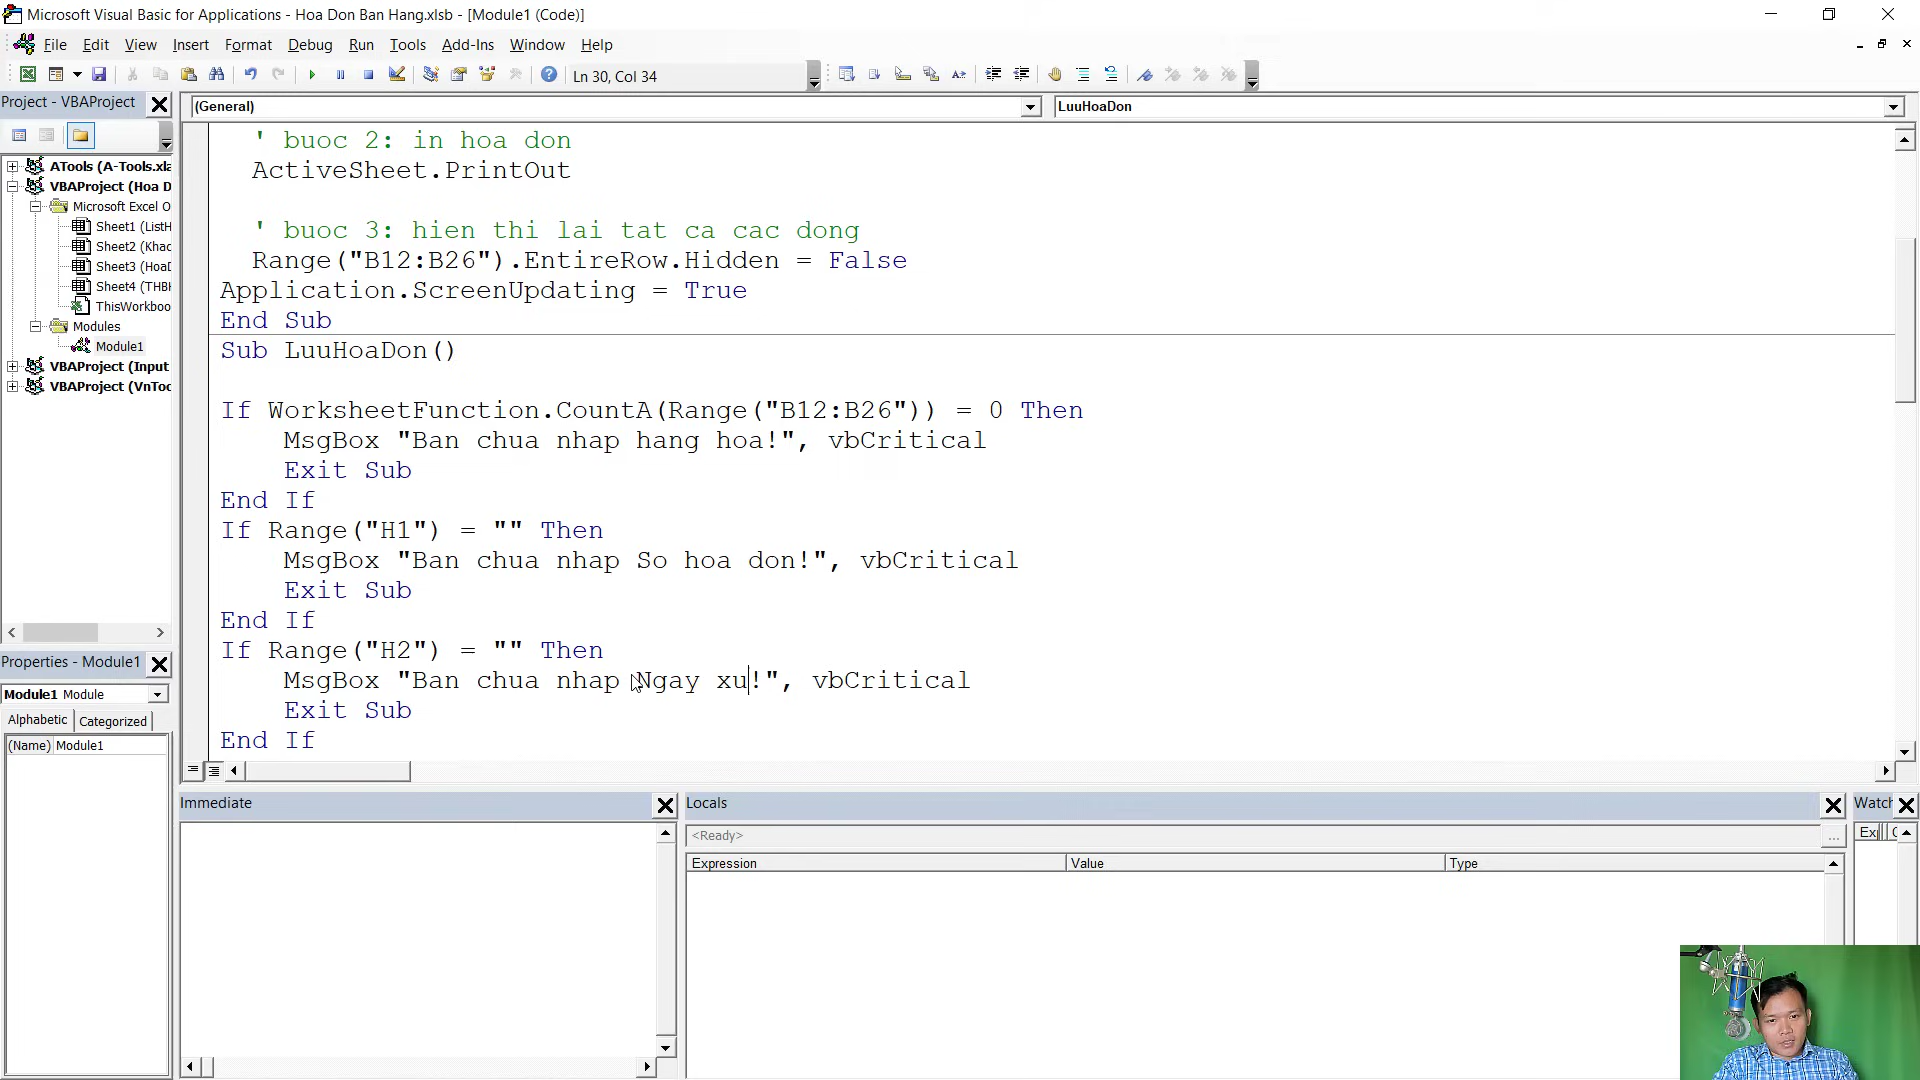 Microsoft Visual Basic for Applications - Hoa Don Ban Hang.xlsb - [Module1 (Code)]
File Edit View Insert Format Debug Run Tools Add-Ins Window Help
Ln 30, Col 34
Project - VBAProject
(General) LuuHoaDon
ATools (A-Tools.xla
VBAProject (Hoa D
Microsoft Excel O
Sheet1 (ListH
Sheet2 (Khac
Sheet3 (HoaD
Sheet4 (THBH
ThisWorkboo
Modules
Module1
VBAProject (Input
VBAProject (VnToo
Properties - Module1
Module1 Module
Alphabetic Categorized
(Name) Module1
' buoc 2: in hoa don
ActiveSheet.PrintOut
' buoc 3: hien thi lai tat ca cac dong
Range("B12:B26").EntireRow.Hidden = False
Application.ScreenUpdating = True
End Sub
Sub LuuHoaDon()
If WorksheetFunction.CountA(Range("B12:B26")) = 0 Then
MsgBox "Ban chua nhap hang hoa!", vbCritical
Exit Sub
End If
If Range("H1") = "" Then
MsgBox "Ban chua nhap So hoa don!", vbCritical
Exit Sub
End If
If Range("H2") = "" Then
MsgBox "Ban chua nhap Ngay xu!", vbCritical
Exit Sub
End If
Immediate
Locals
<Ready>
...
Expression Value Type
Watch
Exp